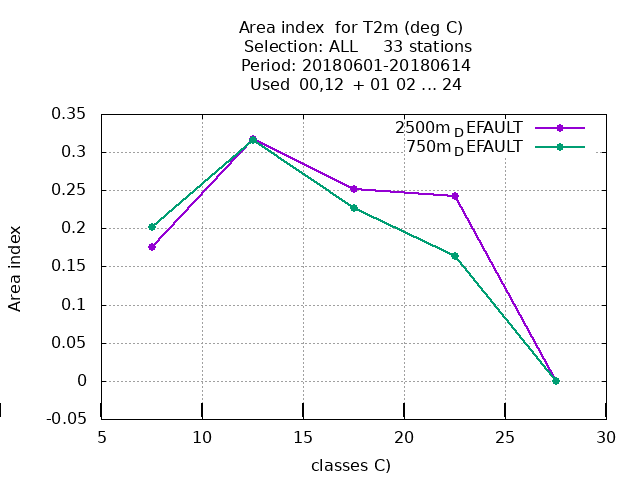 Area index  for T2m (deg C)
Selection: ALL     33 stations
Period: 20180601-20180614
Used  00,12  + 01 02 ... 24
0.35
2500m DEFAULT
0.3
750m DEFAULT
0.25
0.2
0.15
0.1
0.05
0
-0.05
Area index
5 10 15 20 25 30
classes C)